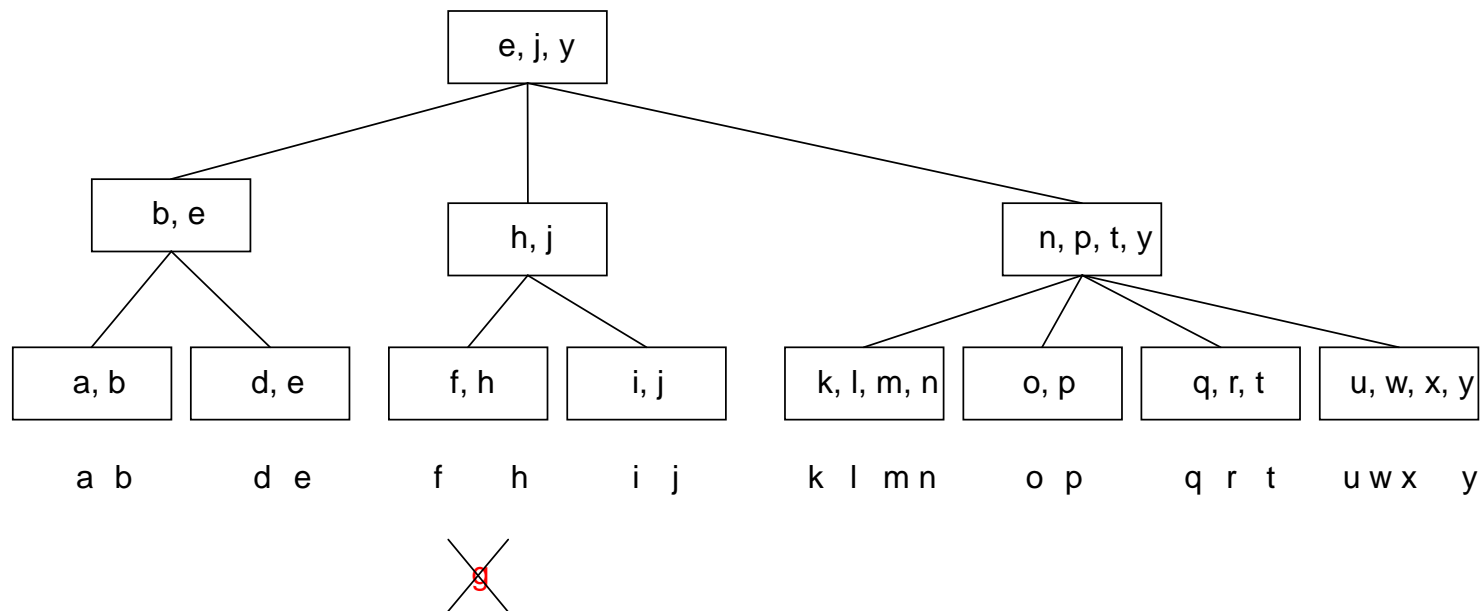 e, j, y
b, e
h, j
n, p, t, y
a, b
d, e
f, h
i, j
k, l, m, n
o, p
q, r, t
u, w, x, y
a b d e f h i j k l m n o p q r t u w x y
g